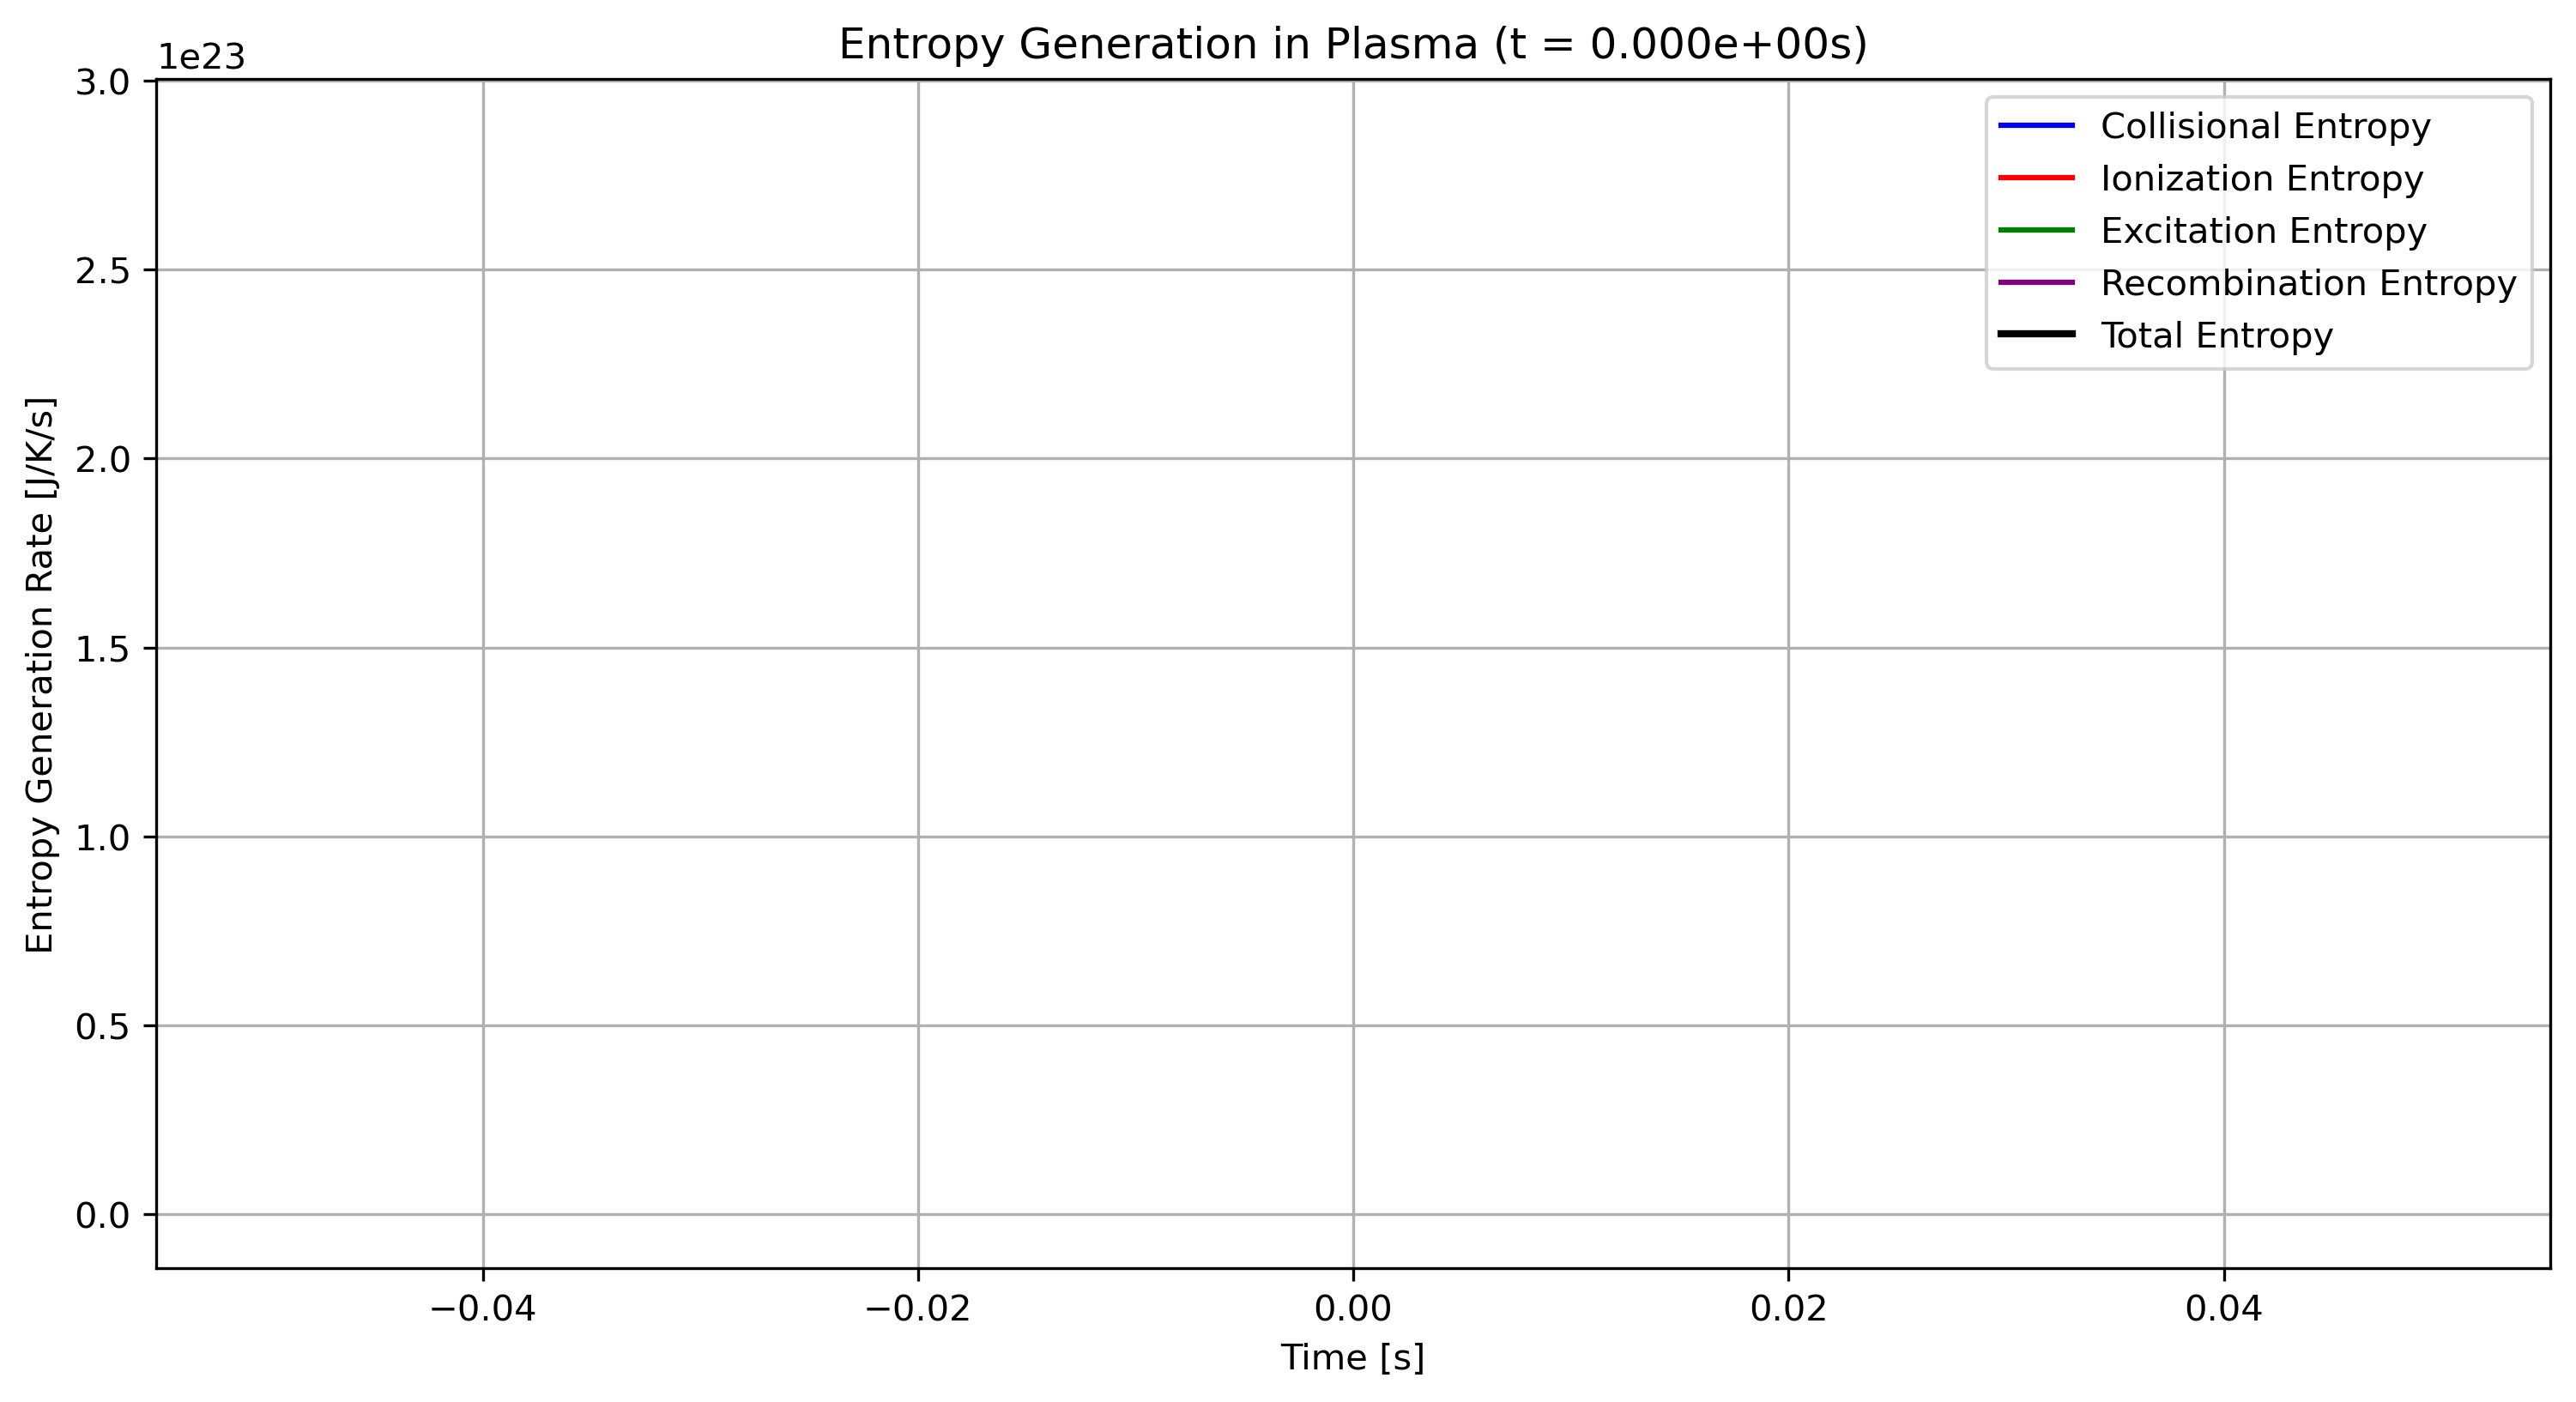 Entropy Generation in Plasma (t = 0.000e+00s)
1e23
3.0
2.5
2.0
1.5
1.0
0.5
0.0
Entropy Generation Rate [J/K/s]
Collisional Entropy
Ionization Entropy
Excitation Entropy
Recombination Entropy
Total Entropy
−0.04
−0.02
0.00
0.02
0.04
Time [s]